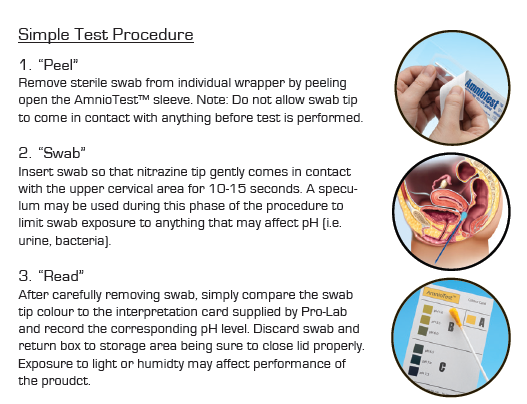 Simple Test Procedure
1. “Peel”
Remove sterile swab from individual wrapper by peeling
open the AmnioTest™ sleeve. Note: Do not allow swab tip
to come in contact with anything before test is performed.
AmnioTest
2. “Swab”
Insert swab so that nitrazine tip gently comes in contact
with the upper cervical area for 10-15 seconds. A specu-
lum may be used during this phase of the procedure to
limit swab exposure to anything that may affect pH (i.e.
urine, bacteria).
3. “Read”
After carefully removing swab, simply compare the swab
tip colour to the interpretation card supplied by Pro-Lab
and record the corresponding pH level. Discard swab and
return box to storage area being sure to close lid properly.
Exposure to light or humidty may affect performance of
the proudct.
AmnioTest™
A
B
C